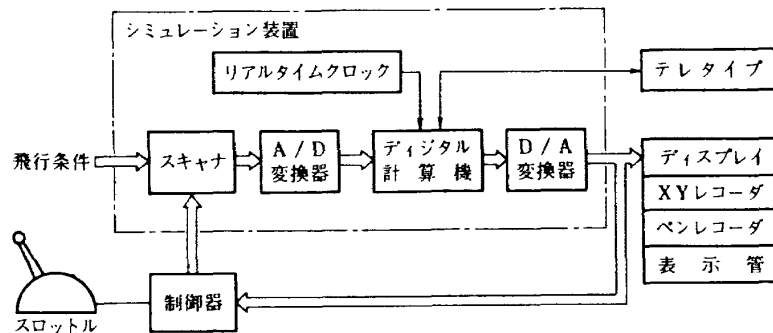 シミュレーション装置
リアルタイムクロック
テレタイプ
飛行条件
スキャナ
A/D
変換器
ディジタル
計算機
D/A
変換器
ディスプレイ
XYレコーダ
ペンレコーダ
表示管
制御器
スロットル